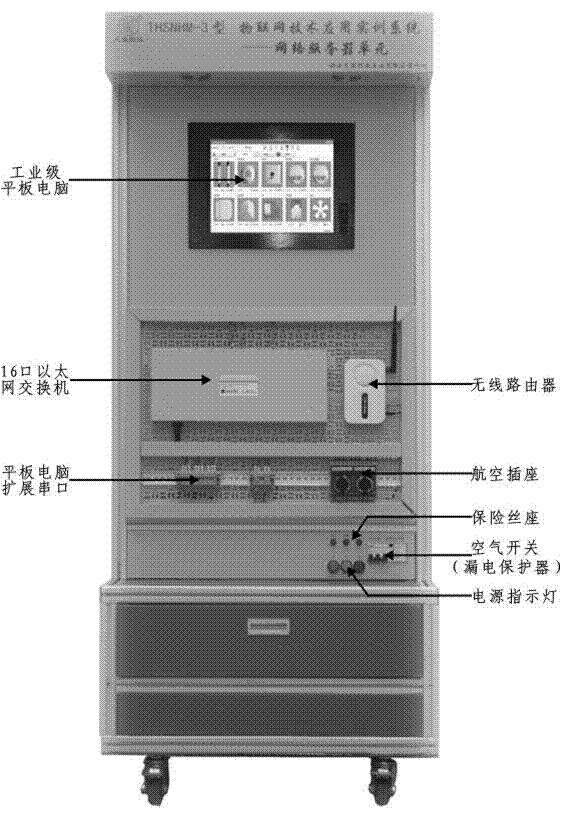 THSNHM-3型 物联网技术应用实训系统
——网络服务器单元
工业级
平板电脑
16口以太
网交换机
无线路由器
平板电脑
扩展串口
航空插座
保险丝座
空气开关
（漏电保护器）
电源指示灯